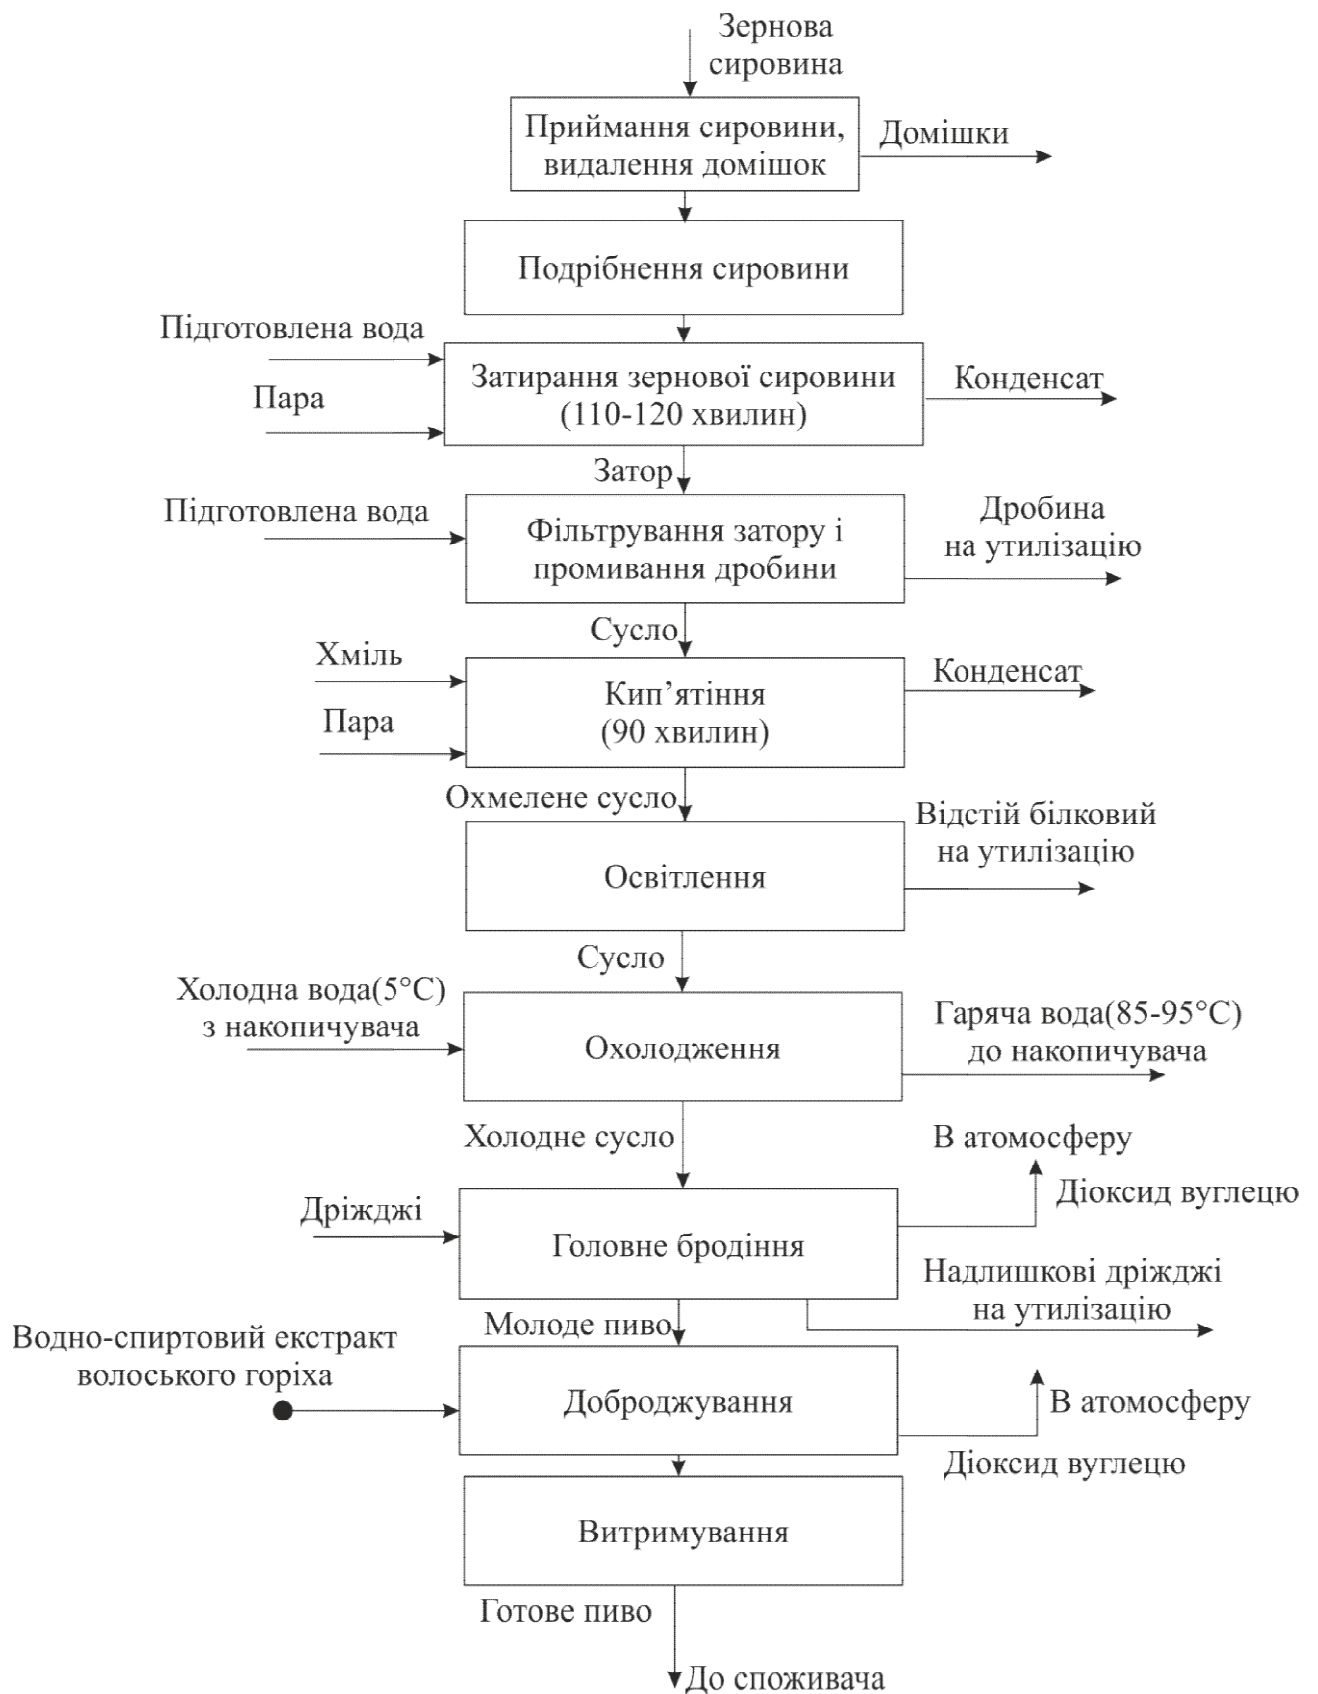 Зернова
сировина
Приймання сировини,
видалення домішок
Домішки
Подрібнення сировини
Підготовлена вода
Пара
Затирання зернової сировини
(110-120 хвилин)
Конденсат
Затор
Підготовлена вода
Фільтрування затору і
промивання дробини
Дробина
на утилізацію
Сусло
Хміль
Пара
Кип’ятіння
(90 хвилин)
Конденсат
Охмелене сусло
Освітлення
Відстій білковий
на утилізацію
Сусло
Холодна вода(5°С)
з накопичувача
Охолодження
Гаряча вода(85-95°С)
до накопичувача
Холодне сусло
В атомосферу
Діоксид вуглецю
Дріжджі
Головне бродіння
Надлишкові дріжджі
на утилізацію
Молоде пиво
Водно-спиртовий екстракт
волоського горіха
Доброджування
В атомосферу
Діоксид вуглецю
Витримування
Готове пиво
До споживача